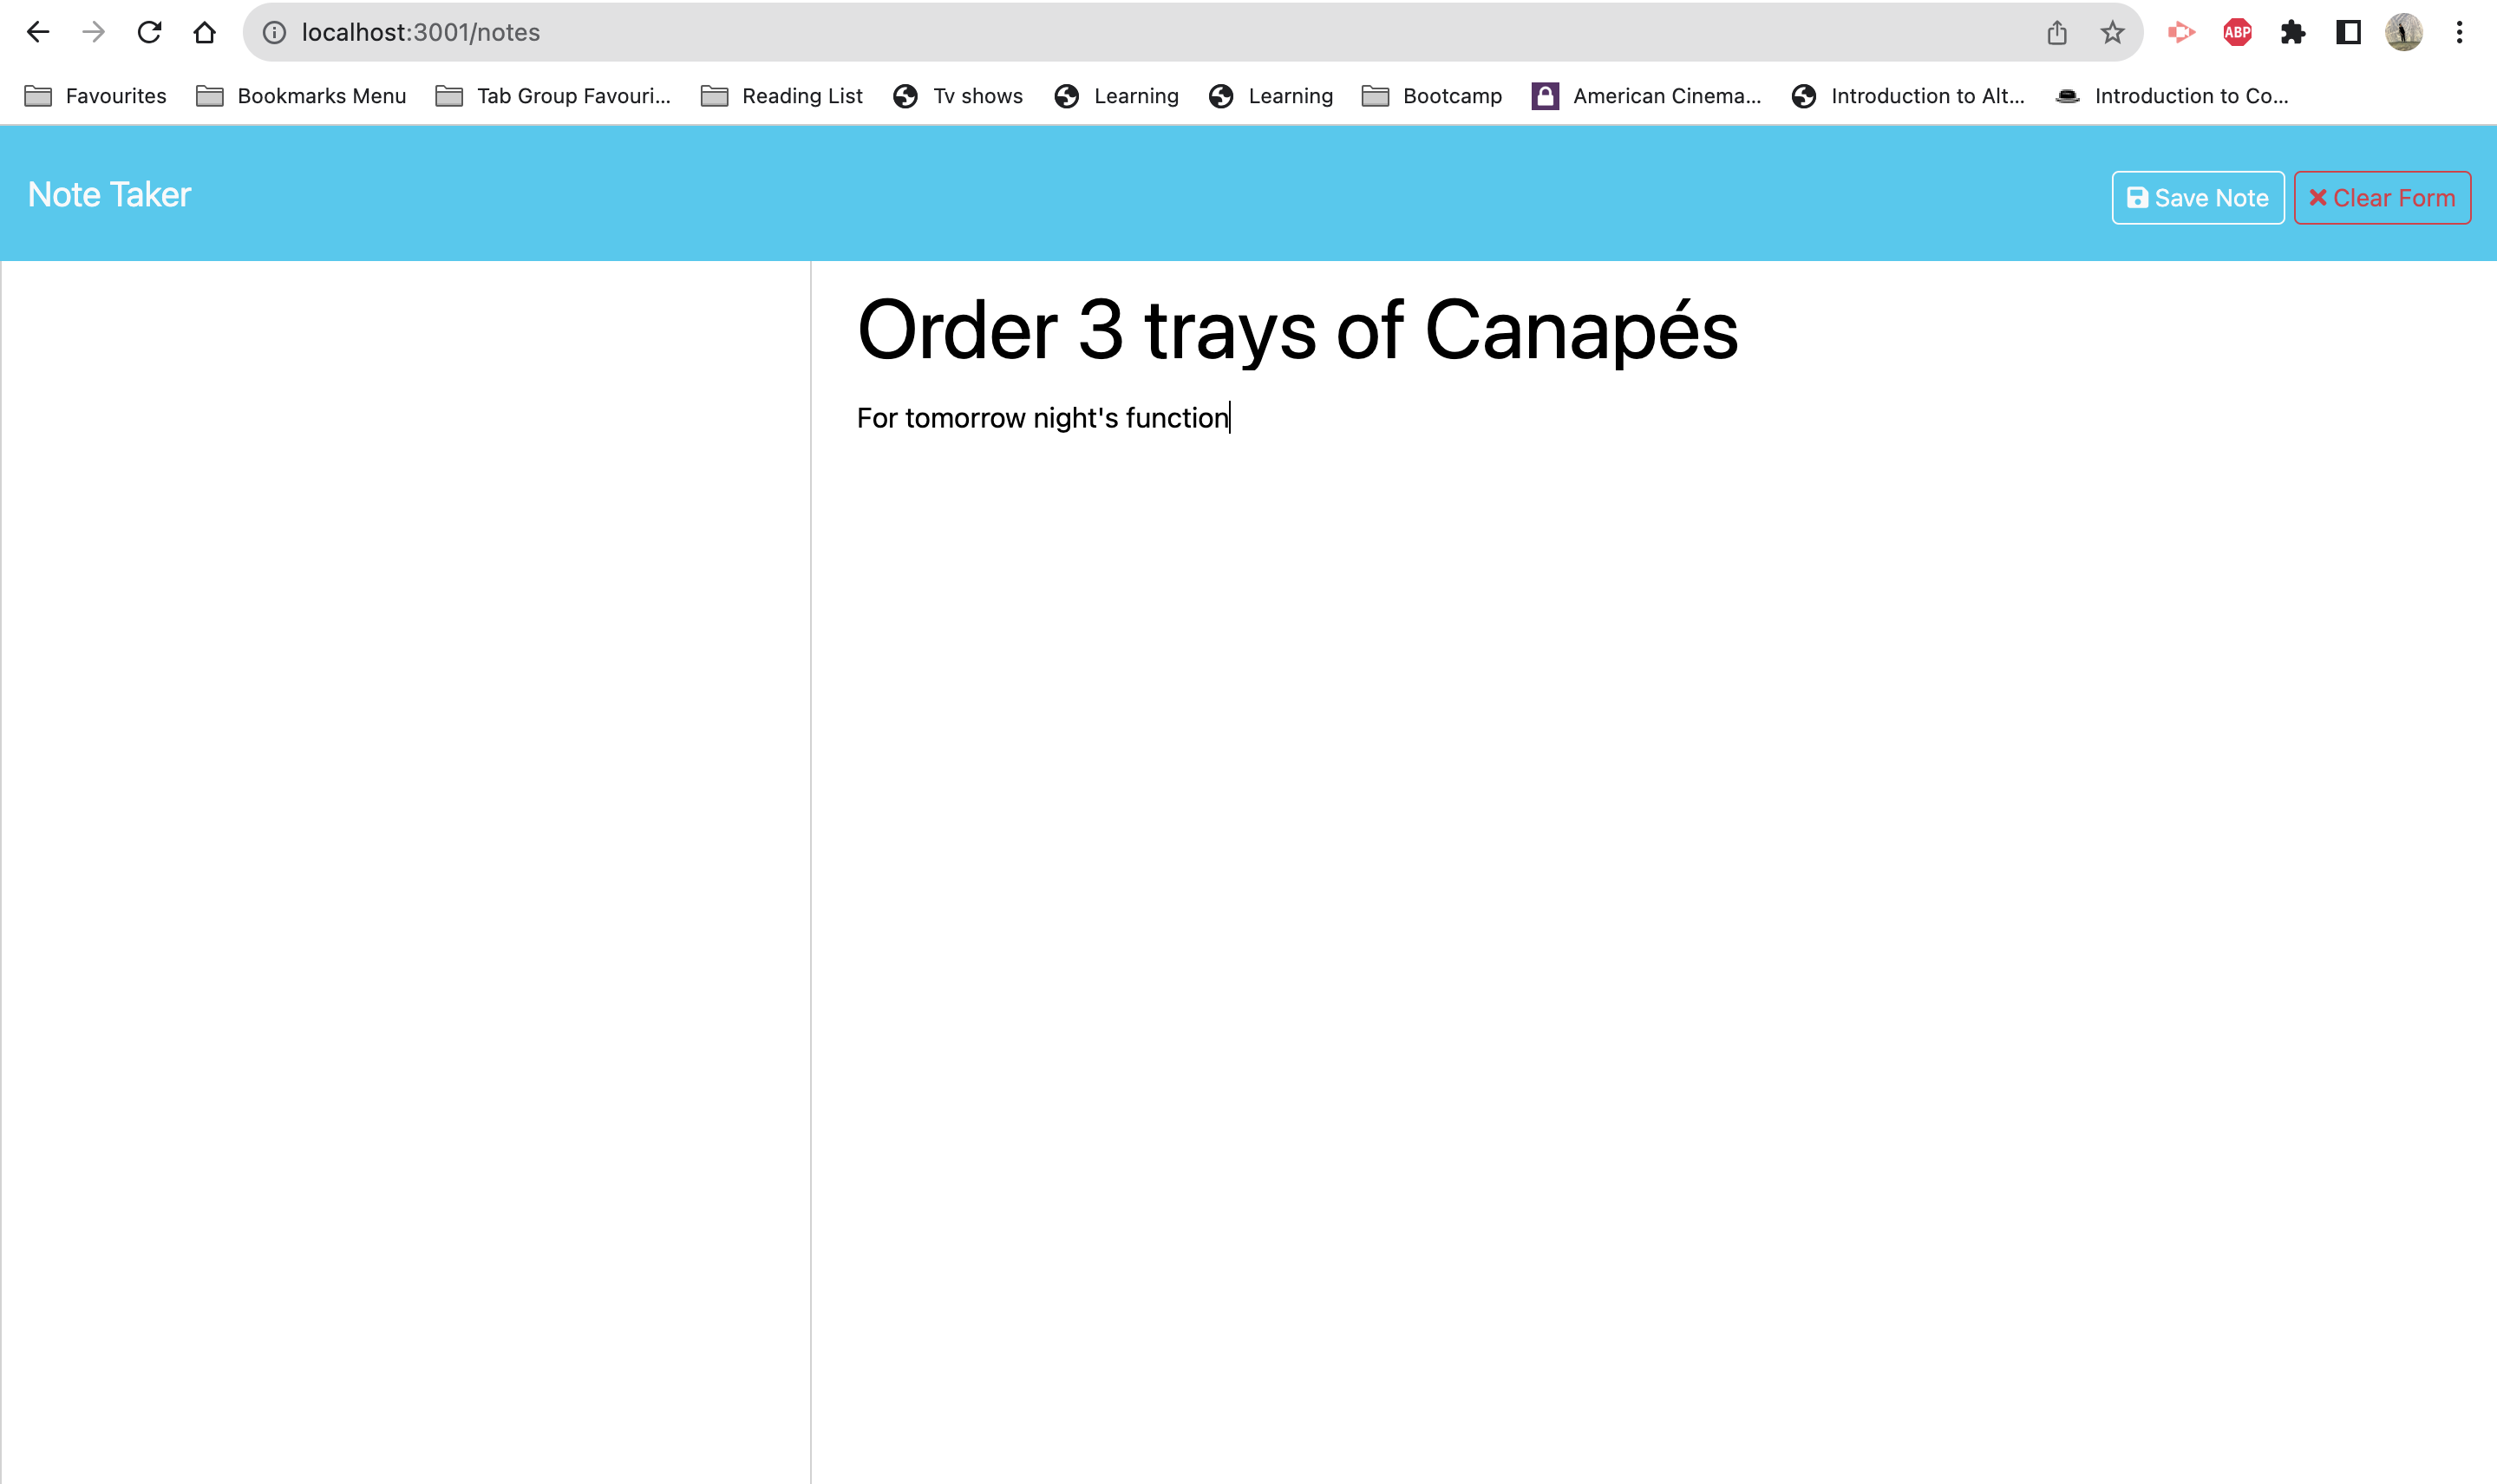 localhost:3001/notes
ABP
Favourites Bookmarks Menu Tab Group Favouri... Reading List Tv shows Learning Learning Bootcamp American Cinema... Introduction to Alt... Introduction to Co...
Note Taker Save Note Clear Form
Order 3 trays of Canapés
For tomorrow night's function